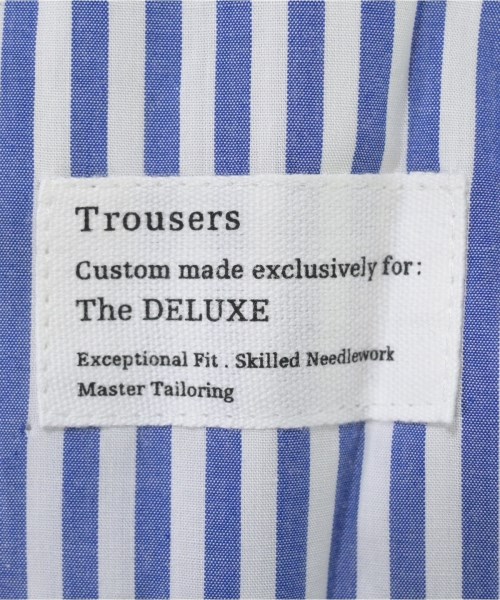 Trousers
Custom made exclusively for:
The DELUXE
Exceptional Fit . Skilled Needlework
Master Tailoring